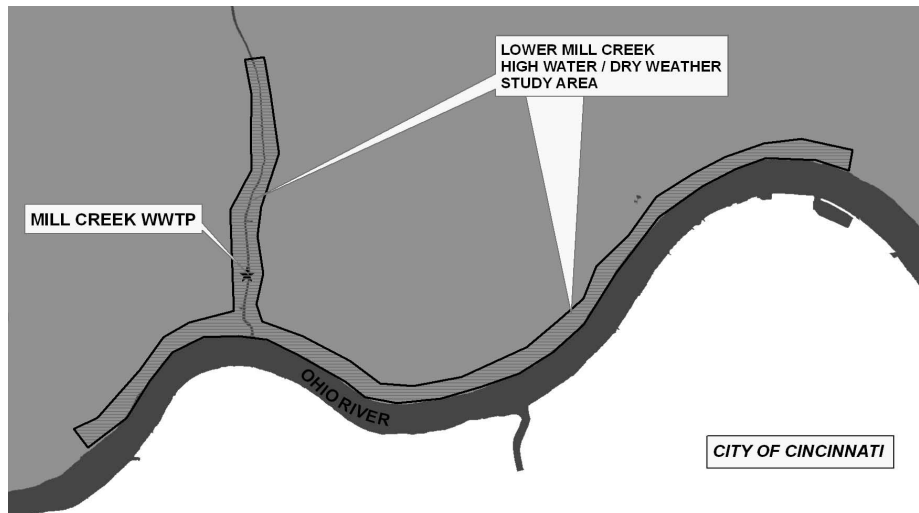 LOWER MILL CREEK
HIGH WATER / DRY WEATHER
STUDY AREA
MILL CREEK WWTP
OHIO RIVER
CITY OF CINCINNATI